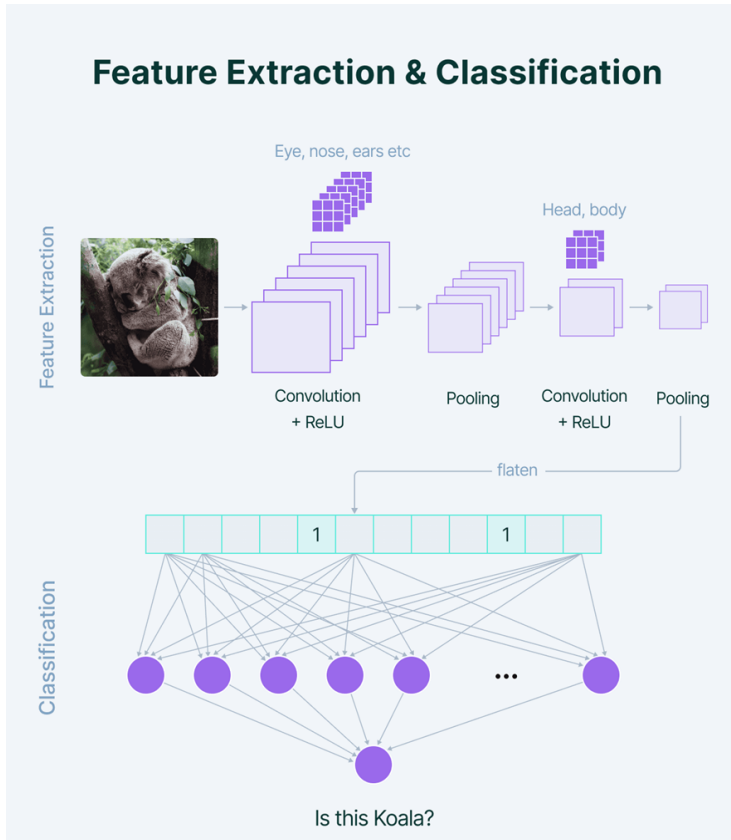 Feature Extraction & Classification
Eye, nose, ears etc
Head, body
Feature Extraction
Convolution
+ ReLU
Pooling
Convolution
+ ReLU
Pooling
flaten
1
1
Classification
...
Is this Koala?